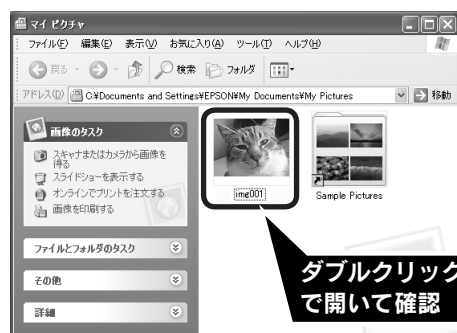 マイ ピクチャ
ファイル(F) 編集(E) 表示(V) お気に入り(A) ツール(T) ヘルプ(H)
戻る 検索 フォルダ
アドレス(D) C:¥Documents and Settings¥EPSON¥My Documents¥My Pictures 移動
画像のタスク
スキャナまたはカメラから画像を
得る
スライドショーを表示する
オンラインでプリントを注文する
画像を印刷する
img001
Sample Pictures
ファイルとフォルダのタスク
その他
詳細
ダブルクリック
で開いて確認